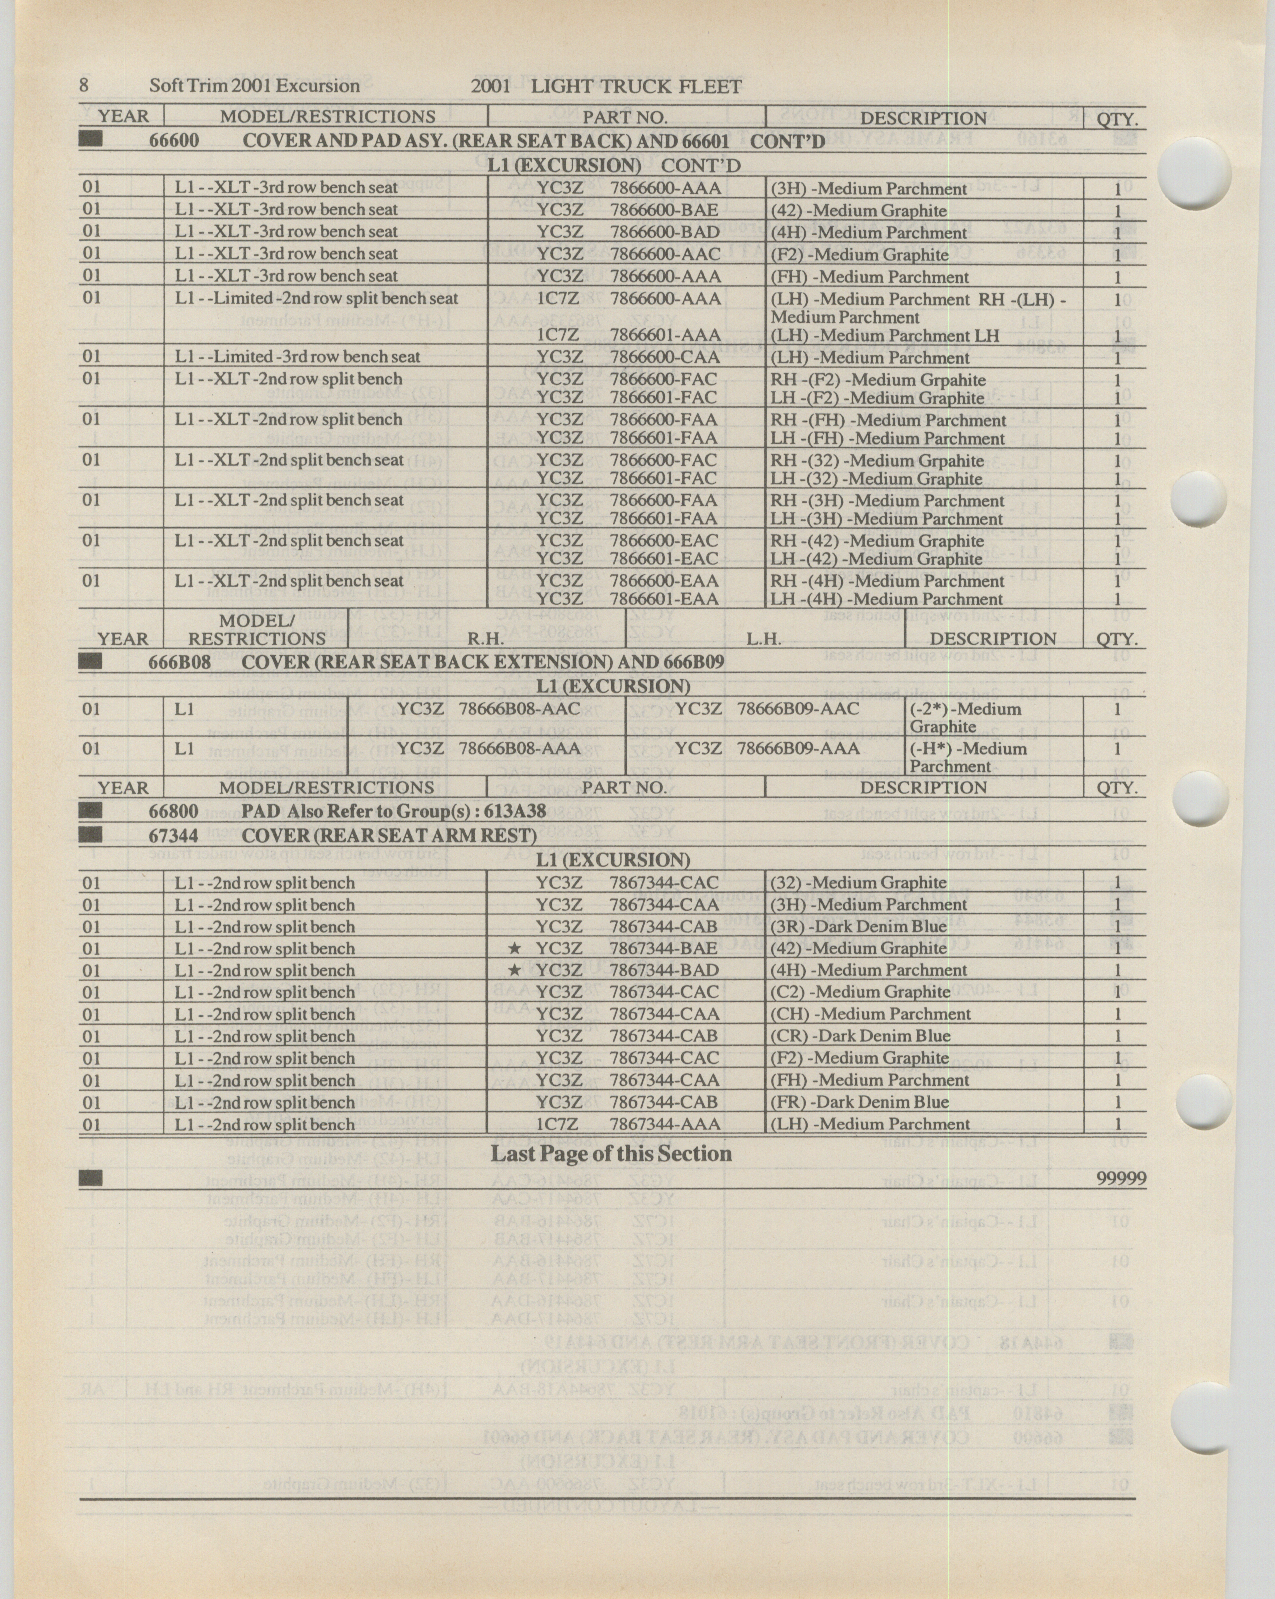 8 Soft Trim 2001 Excursion 2001 LIGHT TRUCK FLEET
YEAR MODEL/RESTRICTIONS PART NO. DESCRIPTION QTY.
66600 COVER AND PAD ASY. (REAR SEAT BACK) AND 66601 CONT'D
L1 (EXCURSION) CONT'D
01 L1 - -XLT -3rd row bench seat YC3Z 7866600-AAA (3H) -Medium Parchment 1
01 L1 - -XLT -3rd row bench seat YC3Z 7866600-BAE (42) -Medium Graphite 1
01 L1 - -XLT -3rd row bench seat YC3Z 7866600-BAD (4H) -Medium Parchment 1
01 L1 - -XLT -3rd row bench seat YC3Z 7866600-AAC (F2) -Medium Graphite 1
01 L1 - -XLT -3rd row bench seat YC3Z 7866600-AAA (FH) -Medium Parchment 1
01 L1 - -Limited -2nd row split bench seat 1C7Z 7866600-AAA (LH) -Medium Parchment RH -(LH) - 1
Medium Parchment
1C7Z 7866601-AAA (LH) -Medium Parchment LH 1
01 L1 - -Limited -3rd row bench seat YC3Z 7866600-CAA (LH) -Medium Parchment 1
01 L1 - -XLT -2nd row split bench YC3Z 7866600-FAC RH -(F2) -Medium Grpahite 1
YC3Z 7866601-FAC LH -(F2) -Medium Graphite 1
01 L1 - -XLT -2nd row split bench YC3Z 7866600-FAA RH -(FH) -Medium Parchment 1
YC3Z 7866601-FAA LH -(FH) -Medium Parchment 1
01 L1 - -XLT -2nd split bench seat YC3Z 7866600-FAC RH -(32) -Medium Grpahite 1
YC3Z 7866601-FAC LH -(32) -Medium Graphite 1
01 L1 - -XLT -2nd split bench seat YC3Z 7866600-FAA RH -(3H) -Medium Parchment 1
YC3Z 7866601-FAA LH -(3H) -Medium Parchment 1
01 L1 - -XLT -2nd split bench seat YC3Z 7866600-EAC RH -(42) -Medium Graphite 1
YC3Z 7866601-EAC LH -(42) -Medium Graphite 1
01 L1 - -XLT -2nd split bench seat YC3Z 7866600-EAA RH -(4H) -Medium Parchment 1
YC3Z 7866601-EAA LH -(4H) -Medium Parchment 1
MODEL/
YEAR RESTRICTIONS R.H. L.H. DESCRIPTION QTY.
666B08 COVER (REAR SEAT BACK EXTENSION) AND 666B09
L1 (EXCURSION)
01 L1 YC3Z 78666B08-AAC YC3Z 78666B09-AAC (-2*) -Medium 1
Graphite
01 L1 YC3Z 78666B08-AAA YC3Z 78666B09-AAA (-H*) -Medium 1
Parchment
YEAR MODEL/RESTRICTIONS PART NO. DESCRIPTION QTY.
66800 PAD Also Refer to Group(s) : 613A38
67344 COVER (REAR SEAT ARM REST)
L1 (EXCURSION)
01 L1 - -2nd row split bench YC3Z 7867344-CAC (32) -Medium Graphite 1
01 L1 - -2nd row split bench YC3Z 7867344-CAA (3H) -Medium Parchment 1
01 L1 - -2nd row split bench YC3Z 7867344-CAB (3R) -Dark Denim Blue 1
01 L1 - -2nd row split bench ★ YC3Z 7867344-BAE (42) -Medium Graphite 1
01 L1 - -2nd row split bench ★ YC3Z 7867344-BAD (4H) -Medium Parchment 1
01 L1 - -2nd row split bench YC3Z 7867344-CAC (C2) -Medium Graphite 1
01 L1 - -2nd row split bench YC3Z 7867344-CAA (CH) -Medium Parchment 1
01 L1 - -2nd row split bench YC3Z 7867344-CAB (CR) -Dark Denim Blue 1
01 L1 - -2nd row split bench YC3Z 7867344-CAC (F2) -Medium Graphite 1
01 L1 - -2nd row split bench YC3Z 7867344-CAA (FH) -Medium Parchment 1
01 L1 - -2nd row split bench YC3Z 7867344-CAB (FR) -Dark Denim Blue 1
01 L1 - -2nd row split bench 1C7Z 7867344-AAA (LH) -Medium Parchment 1
Last Page of this Section
99999